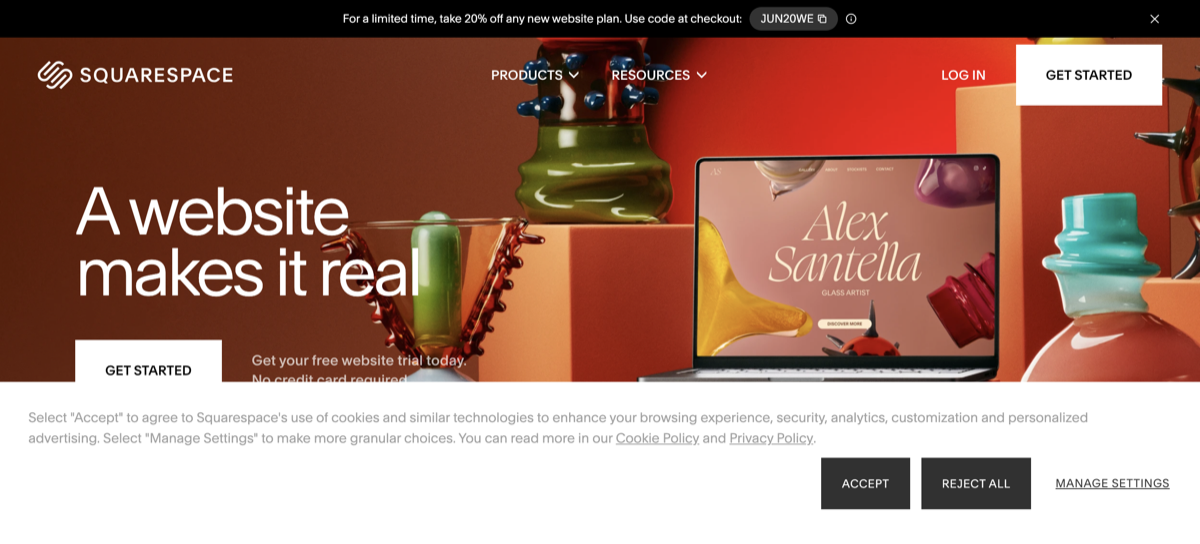 For a limited time, take 20% off any new website plan. Use code at checkout: JUN20WE
SQUARESPACE
PRODUCTS
RESOURCES
LOG IN
GET STARTED
A website
makes it real
GET STARTED
Get your free website trial today.
No credit card required
AS
ABOUT
CONTACT
Alex
Santella
GLASS ARTIST
DISCOVER MORE
Select "Accept" to agree to Squarespace's use of cookies and similar technologies to enhance your browsing experience, security, analytics, customization and personalized
advertising. Select "Manage Settings" to make more granular choices. You can read more in our Cookie Policy and Privacy Policy.
ACCEPT
REJECT ALL
MANAGE SETTINGS